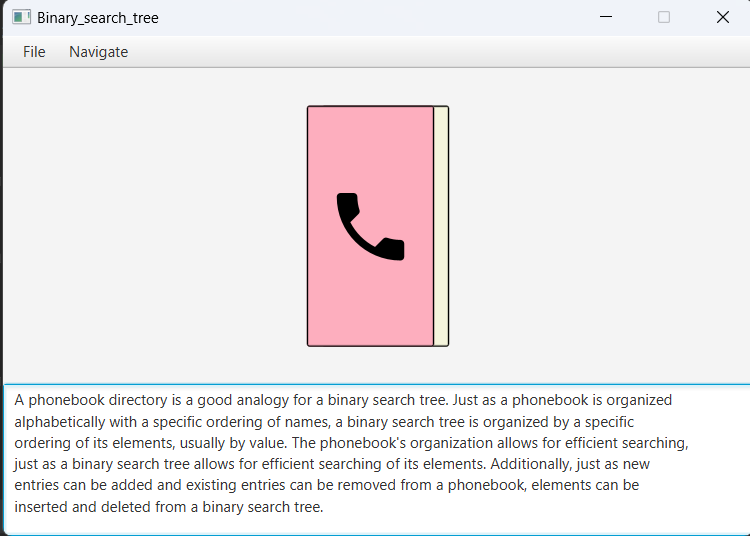 Binary_search_tree
File Navigate
A phonebook directory is a good analogy for a binary search tree. Just as a phonebook is organized
alphabetically with a specific ordering of names, a binary search tree is organized by a specific
ordering of its elements, usually by value. The phonebook's organization allows for efficient searching,
just as a binary search tree allows for efficient searching of its elements. Additionally, just as new
entries can be added and existing entries can be removed from a phonebook, elements can be
inserted and deleted from a binary search tree.